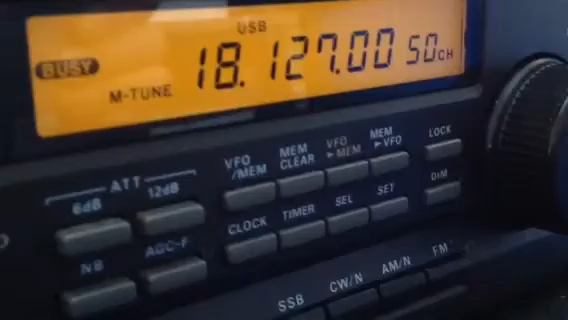 USB
BUSY 18.127.00 50CH
M-TUNE
ATT
6dB 12dB
VFO
/MEM
MEM
CLEAR
VFO
►MEM
MEM
►VFO
LOCK
CLOCK TIMER SEL SET DIM
NB AGC-F
SSB CW/N AM/N FM